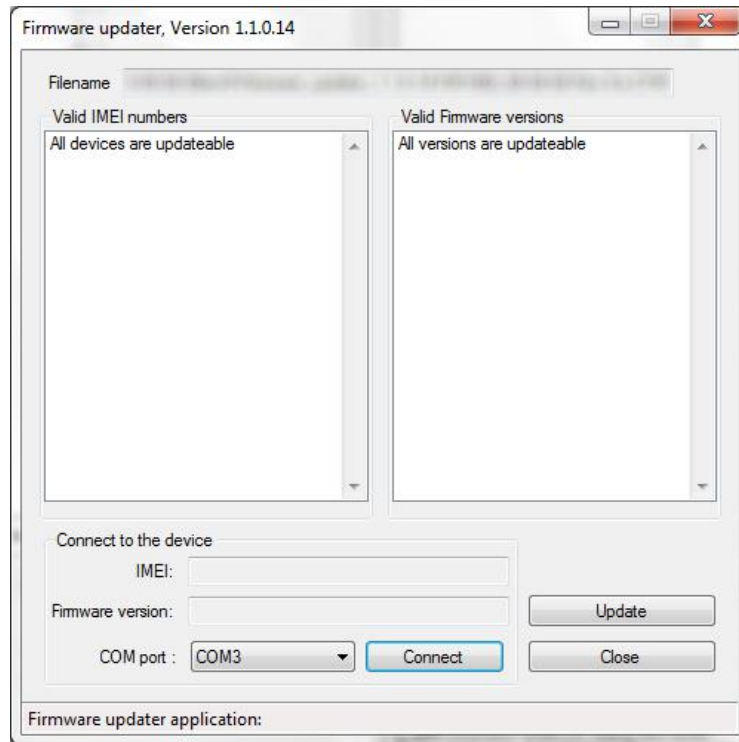 Firmware updater, Version 1.1.0.14
Filename
Valid IMEI numbers
All devices are updateable
Valid Firmware versions
All versions are updateable
Connect to the device
IMEI:
Firmware version:
Update
COM port : COM3
Connect
Close
Firmware updater application: